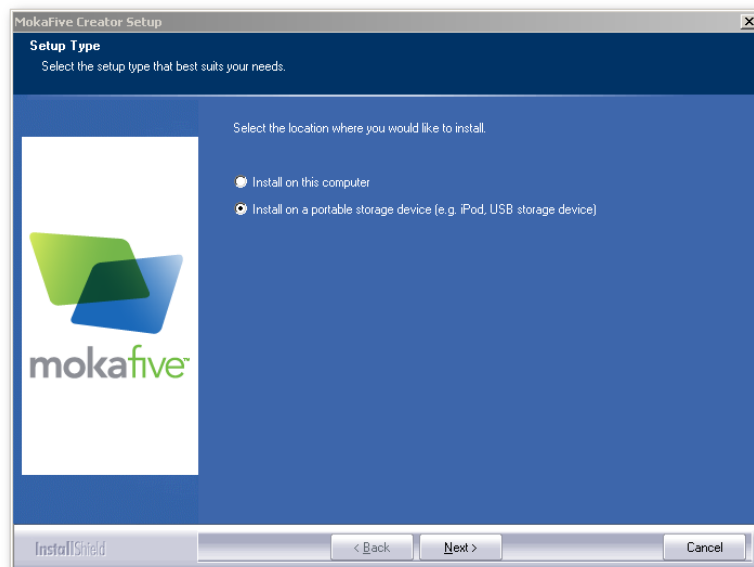 MokaFive Creator Setup
Setup Type
Select the setup type that best suits your needs.
Select the location where you would like to install.
Install on this computer
Install on a portable storage device (e.g. iPod, USB storage device)
mokafive™
InstallShield
< Back
Next >
Cancel